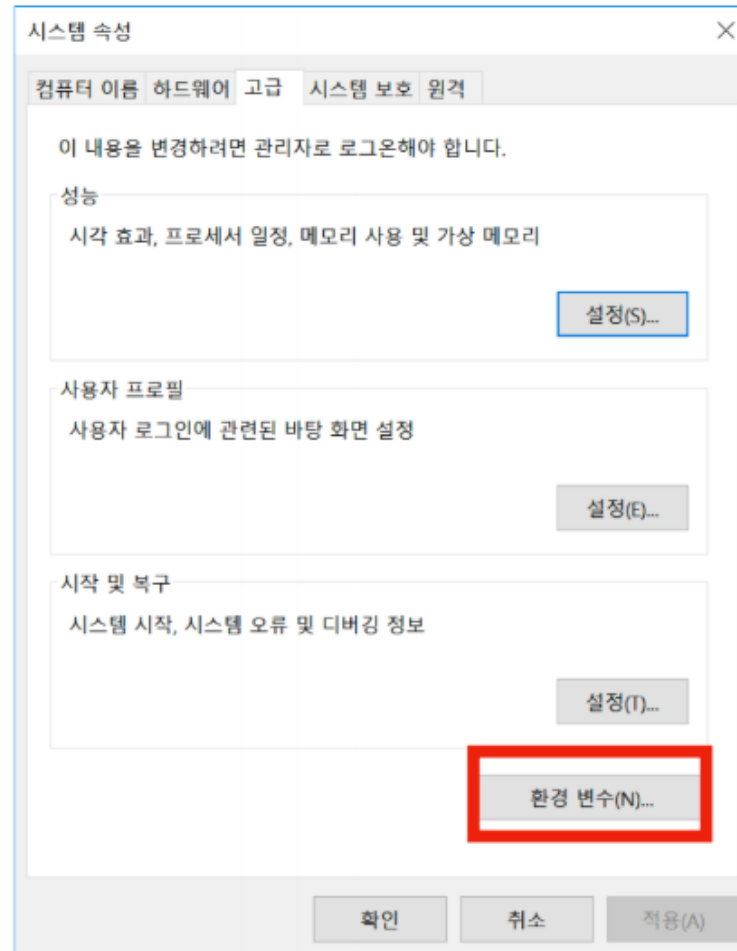 시스템 속성
컴퓨터 이름 하드웨어 고급 시스템 보호 원격
이 내용을 변경하려면 관리자로 로그온해야 합니다.
성능
시각 효과, 프로세서 일정, 메모리 사용 및 가상 메모리
설정(S)...
사용자 프로필
사용자 로그인에 관련된 바탕 화면 설정
설정(E)...
시작 및 복구
시스템 시작, 시스템 오류 및 디버깅 정보
설정(T)...
환경 변수(N)...
확인 취소 적용(A)